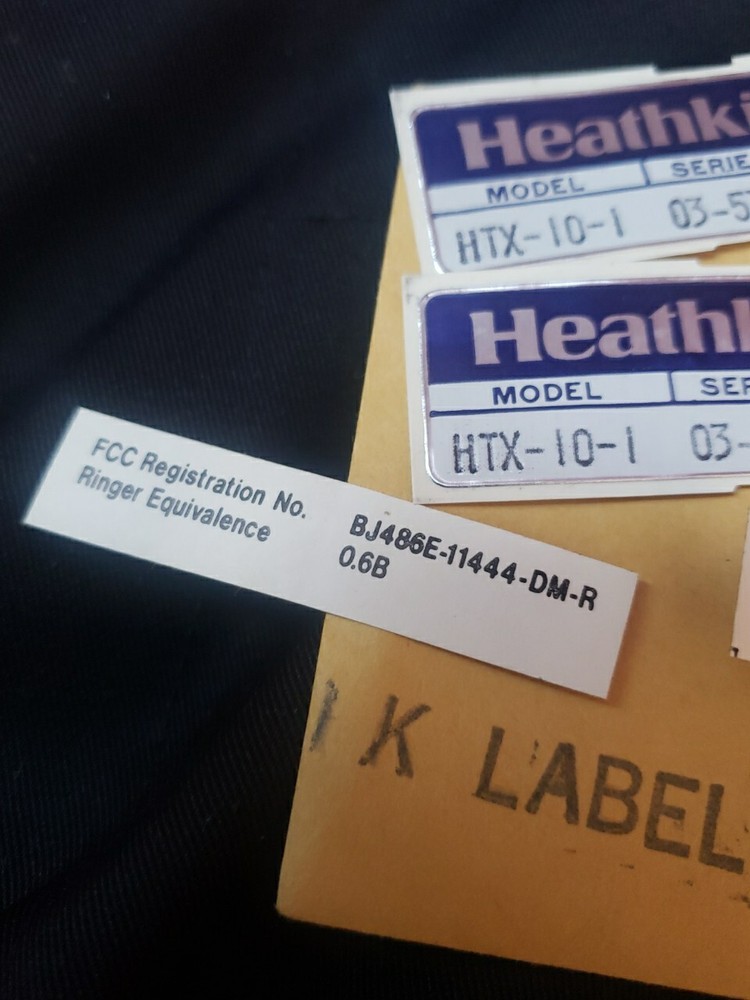 Heathki
MODEL SERIE
HTX-10-1 03-5
Heathk
MODEL SER
HTX-10-1 03-
FCC Registration No. BJ486E-11444-DM-R
Ringer Equivalence 0.6B
K LABEL